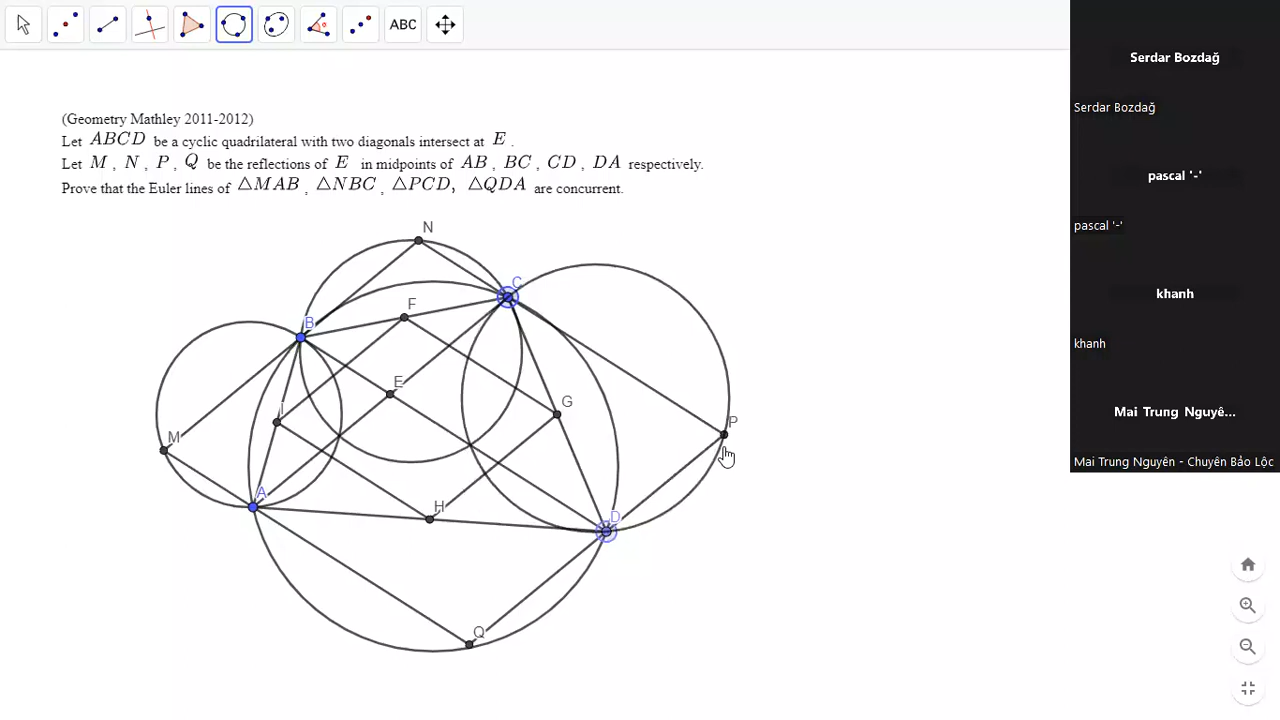 ABC
(Geometry Mathley 2011-2012)
Let ABCD be a cyclic quadrilateral with two diagonals intersect at E .
Let M , N , P , Q be the reflections of E in midpoints of AB , BC , CD , DA respectively.
Prove that the Euler lines of △MAB , △NBC , △PCD, △QDA are concurrent.
N
C
F
B
E
I
G
M
P
A
H
D
Q
Serdar Bozdağ
Serdar Bozdağ
pascal '-'
pascal '-'
khanh
khanh
Mai Trung Nguyê...
Mai Trung Nguyên - Chuyên Bảo Lộc